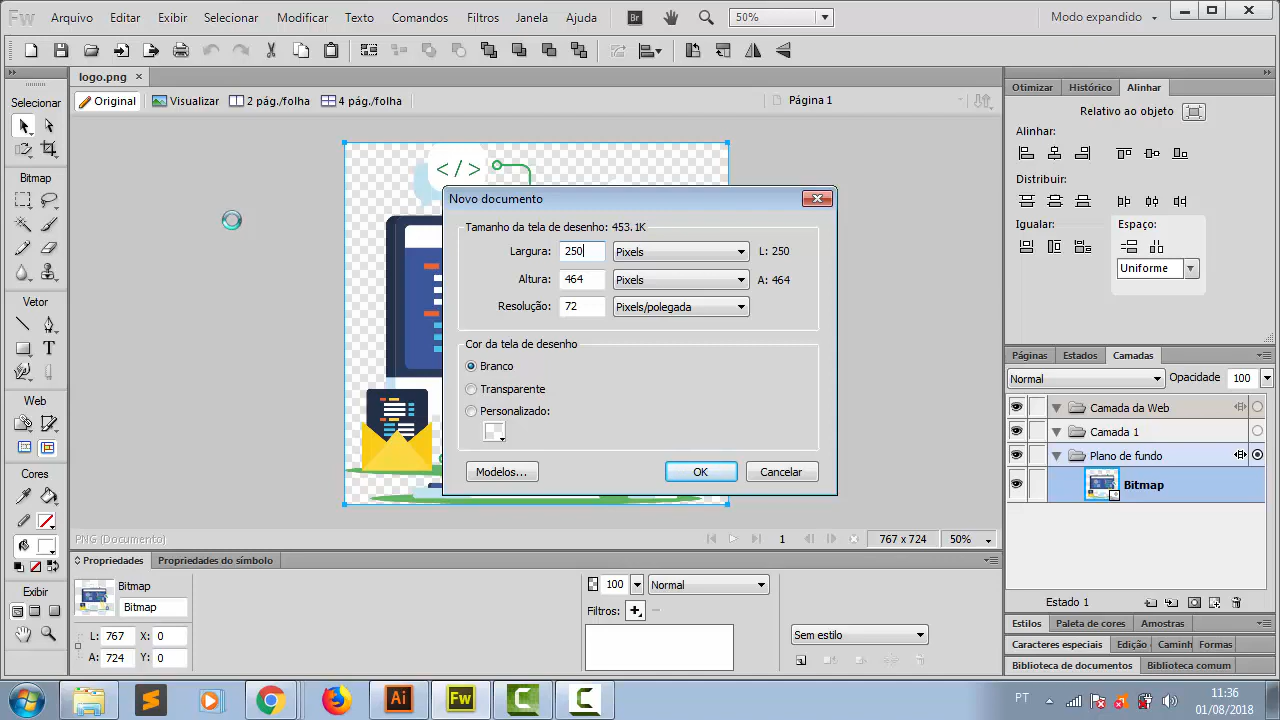 Fw Arquivo Editar Exibir Selecionar Modificar Texto Comandos Filtros Janela Ajuda Br 50% Modo expandido
logo.png ×
Original Visualizar 2 pág./folha 4 pág./folha Página 1
Selecionar
Bitmap
Vetor
Web
Cores
Exibir
</>
Novo documento
Tamanho da tela de desenho: 453.1K
Largura: 250 Pixels L: 250
Altura: 464 Pixels A: 464
Resolução: 72 Pixels/polegada
Cor da tela de desenho
Branco
Transparente
Personalizado:
Modelos... OK Cancelar
PNG (Documento) 1 767 x 724 50%
Propriedades Propriedades do símbolo
Bitmap
Bitmap
L: 767 X: 0
A: 724 Y: 0
100 Normal
Filtros:
Sem estilo
Otimizar Histórico Alinhar
Relativo ao objeto
Alinhar:
Distribuir:
Igualar: Espaço:
Uniforme
Páginas Estados Camadas
Normal Opacidade 100
Camada da Web
Camada 1
Plano de fundo
Bitmap
Estado 1
Estilos Paleta de cores Amostras
Caracteres especiais Edição Caminh Formas
Biblioteca de documentos Biblioteca comum
Ai Fw C C PT 11:36
01/08/2018